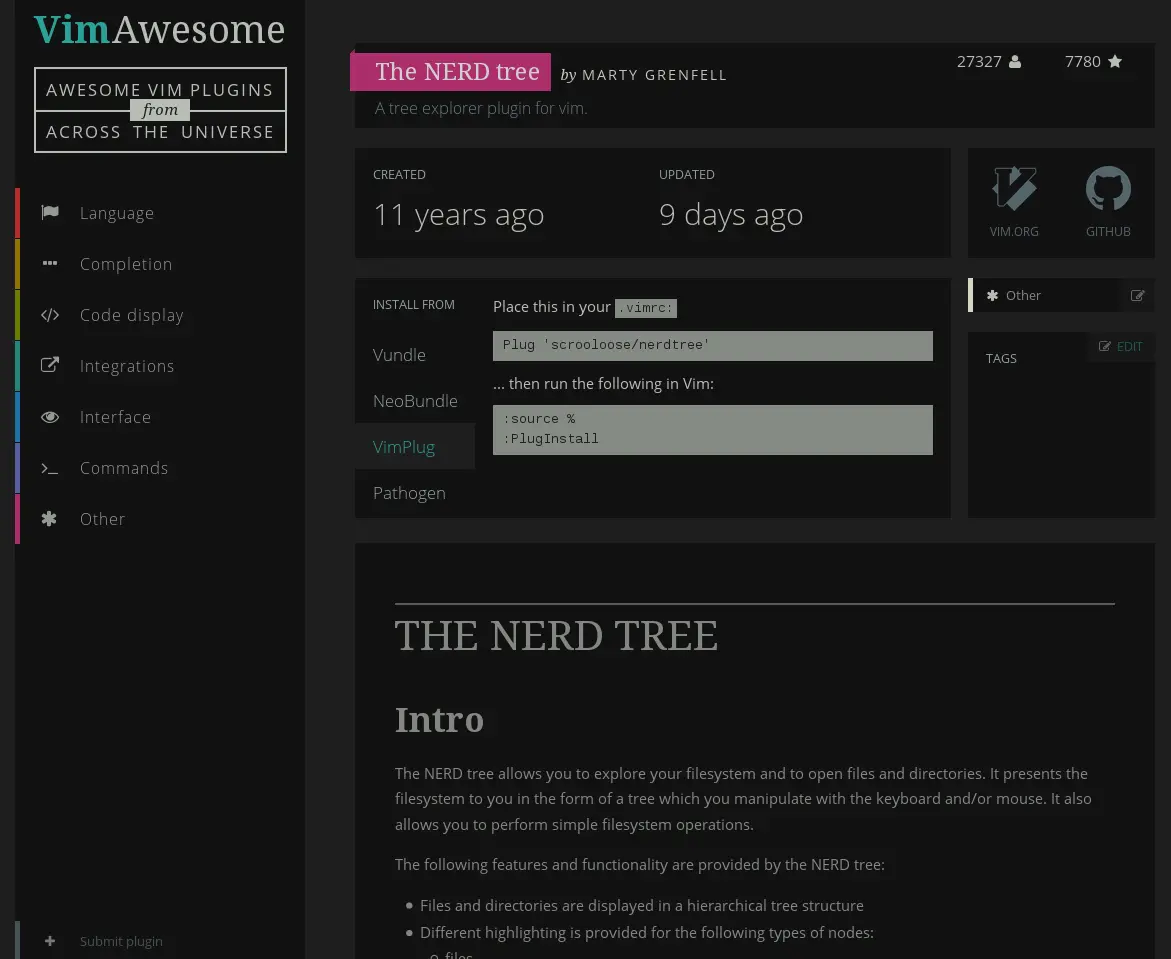 VimAwesome
AWESOME VIM PLUGINS
from
ACROSS THE UNIVERSE
Language
Completion
Code display
Integrations
Interface
Commands
Other
Submit plugin
The NERD tree by MARTY GRENFELL
27327 7780
A tree explorer plugin for vim.
CREATED UPDATED
11 years ago 9 days ago
VIM.ORG GITHUB
INSTALL FROM
Vundle
NeoBundle
VimPlug
Pathogen
Place this in your .vimrc:
Plug 'scrooloose/nerdtree'
... then run the following in Vim:
:source %
:PlugInstall
Other
TAGS EDIT
THE NERD TREE
Intro
The NERD tree allows you to explore your filesystem and to open files and directories. It presents the
filesystem to you in the form of a tree which you manipulate with the keyboard and/or mouse. It also
allows you to perform simple filesystem operations.
The following features and functionality are provided by the NERD tree:
Files and directories are displayed in a hierarchical tree structure
Different highlighting is provided for the following types of nodes:
files